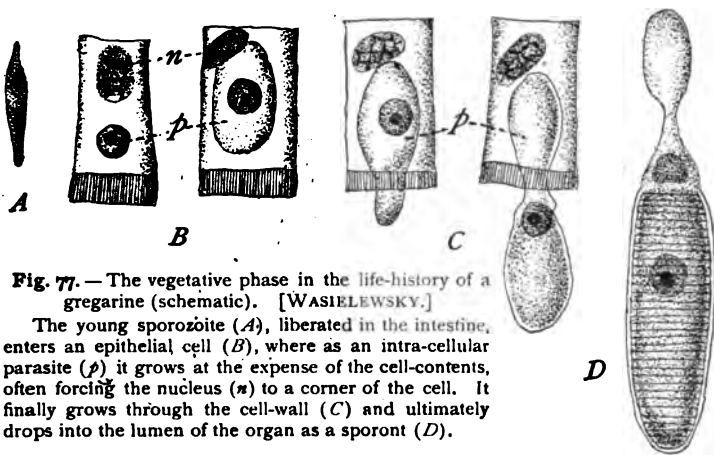 n
p
p
A
B
C
D
Fig. 77. — The vegetative phase in the life-history of a
gregarine (schematic). [WASIELEWSKY.]
The young sporozoite (A), liberated in the intestine,
enters an epithelial cell (B), where as an intra-cellular
parasite (p) it grows at the expense of the cell-contents,
often forcing the nucleus (n) to a corner of the cell. It
finally grows through the cell-wall (C) and ultimately
drops into the lumen of the organ as a sporont (D).